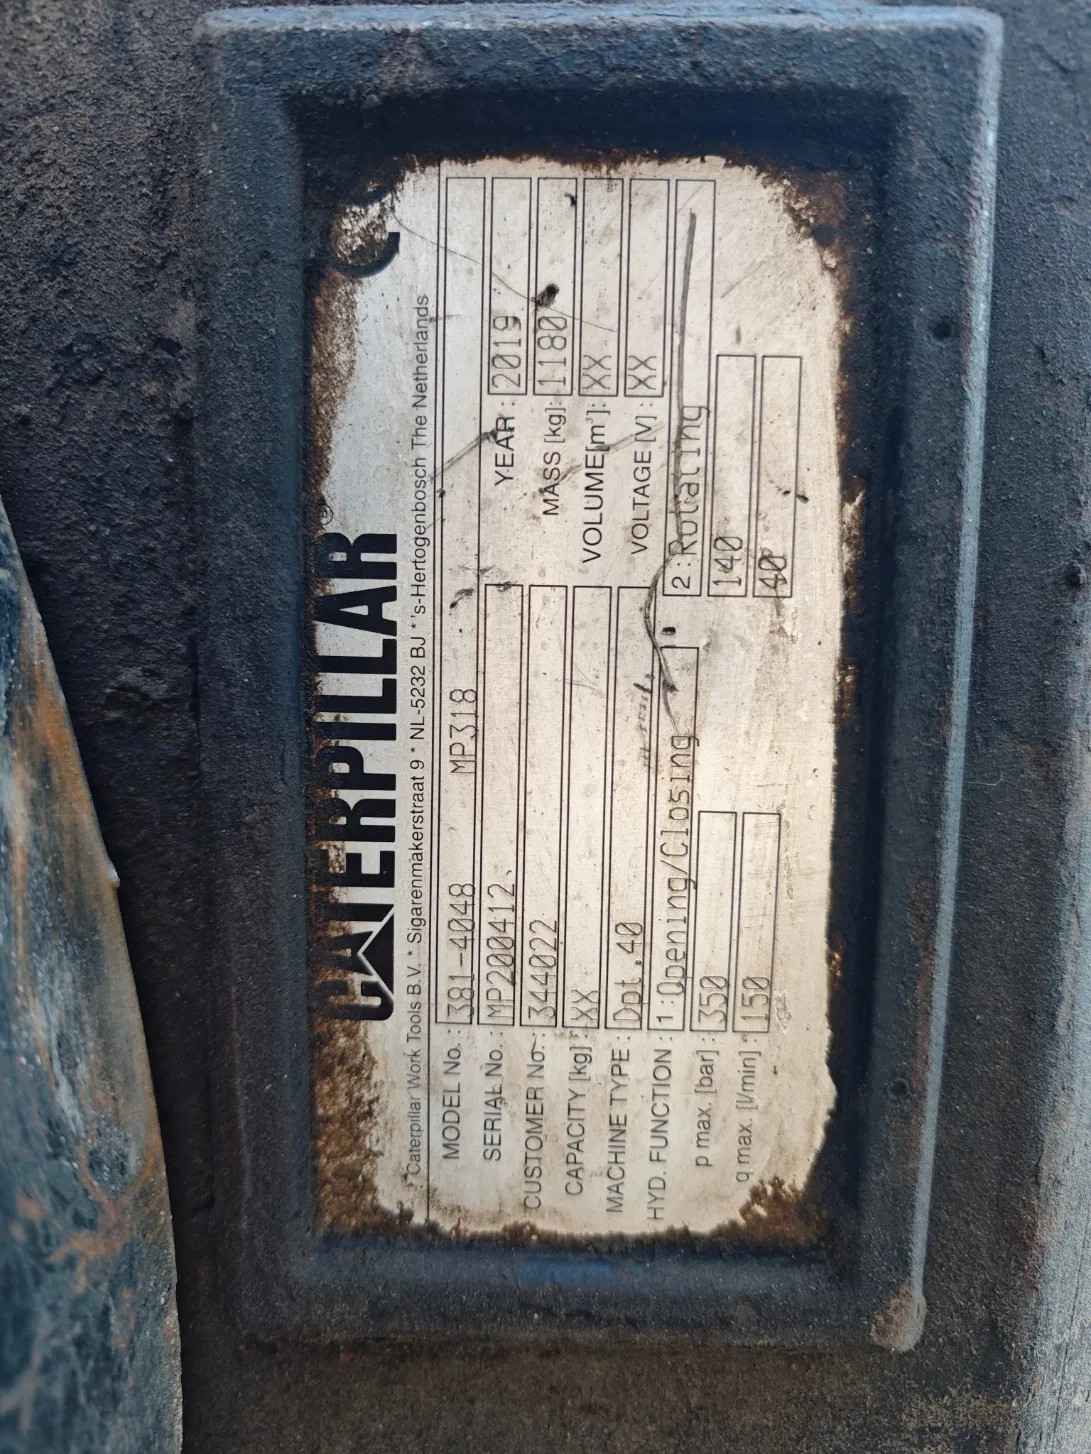 CATERPILLAR®
* Caterpillar Work Tools B.V. * Sigarenmakerstraat 9 * NL-5232 BJ * 's-Hertogenbosch The Netherlands
MODEL No. : 381-4048 MP318
SERIAL No. : MP200412 YEAR : 2019
CUSTOMER No. : 344022 MASS [kg]: 1180
CAPACITY [kg] : XX VOLUME[m³]: XX
MACHINE TYPE : Dpt.40 VOLTAGE [V] : XX
HYD. FUNCTION : 1 :Opening/Closing 2 :Rotating
p max. [bar] : 350 140
q max. [l/min] : 150 40